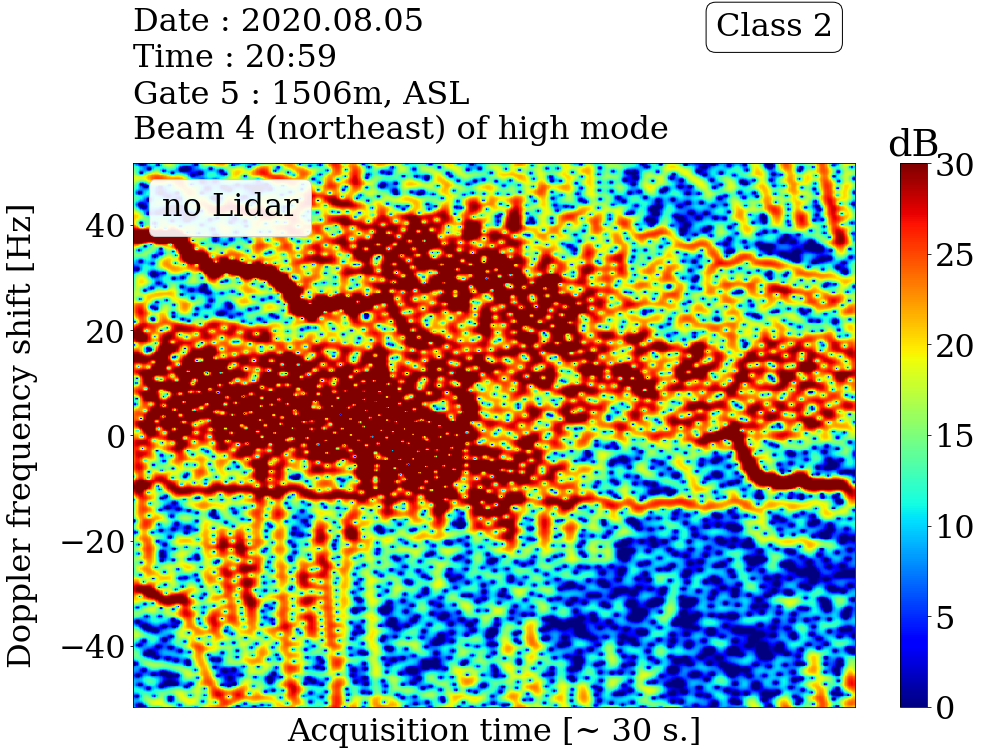 Date : 2020.08.05
Class 2
Time : 20:59
Gate 5 : 1506m, ASL
Beam 4 (northeast) of high mode
dB
no Lidar
Doppler frequency shift [Hz]
40
20
0
−20
−40
30
25
20
15
10
5
0
Acquisition time [~ 30 s.]